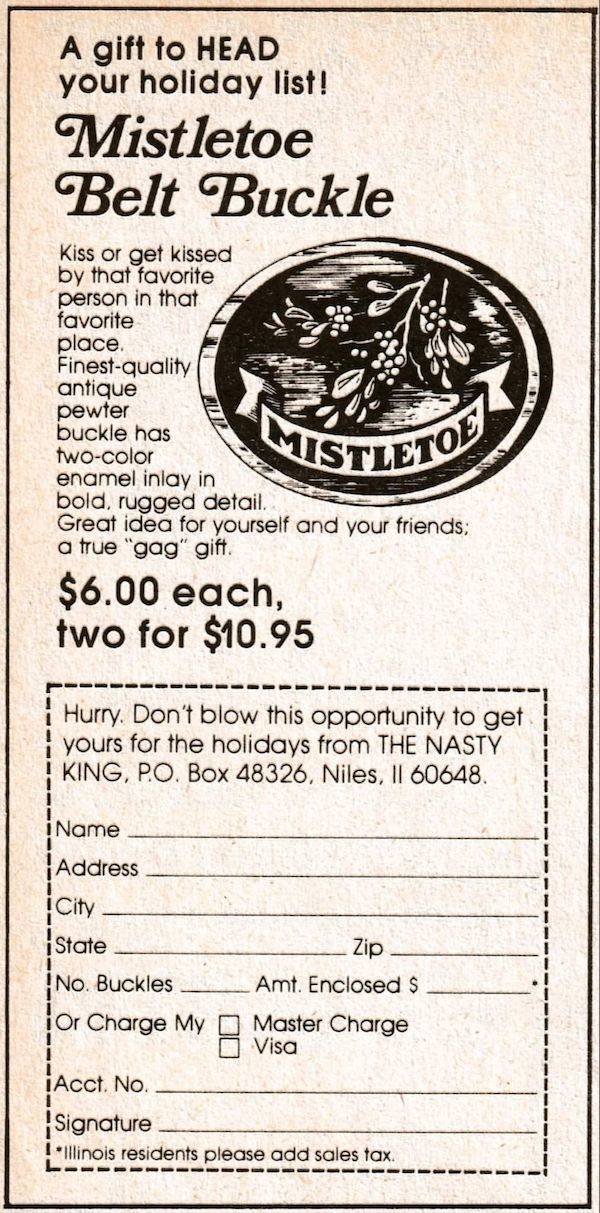 A gift to HEAD
your holiday list!
Mistletoe
Belt Buckle
Kiss or get kissed
by that favorite
person in that
favorite
place.
Finest-quality
antique
pewter
buckle has
two-color
enamel inlay in
bold, rugged detail.
Great idea for yourself and your friends;
a true "gag" gift.
MISTLETOE
$6.00 each,
two for $10.95
Hurry. Don't blow this opportunity to get
yours for the holidays from THE NASTY
KING, P.O. Box 48326, Niles, Il 60648.
Name
Address
City
State Zip
No. Buckles Amt. Enclosed $ *
Or Charge My Master Charge
Visa
Acct. No.
Signature
*Illinois residents please add sales tax.